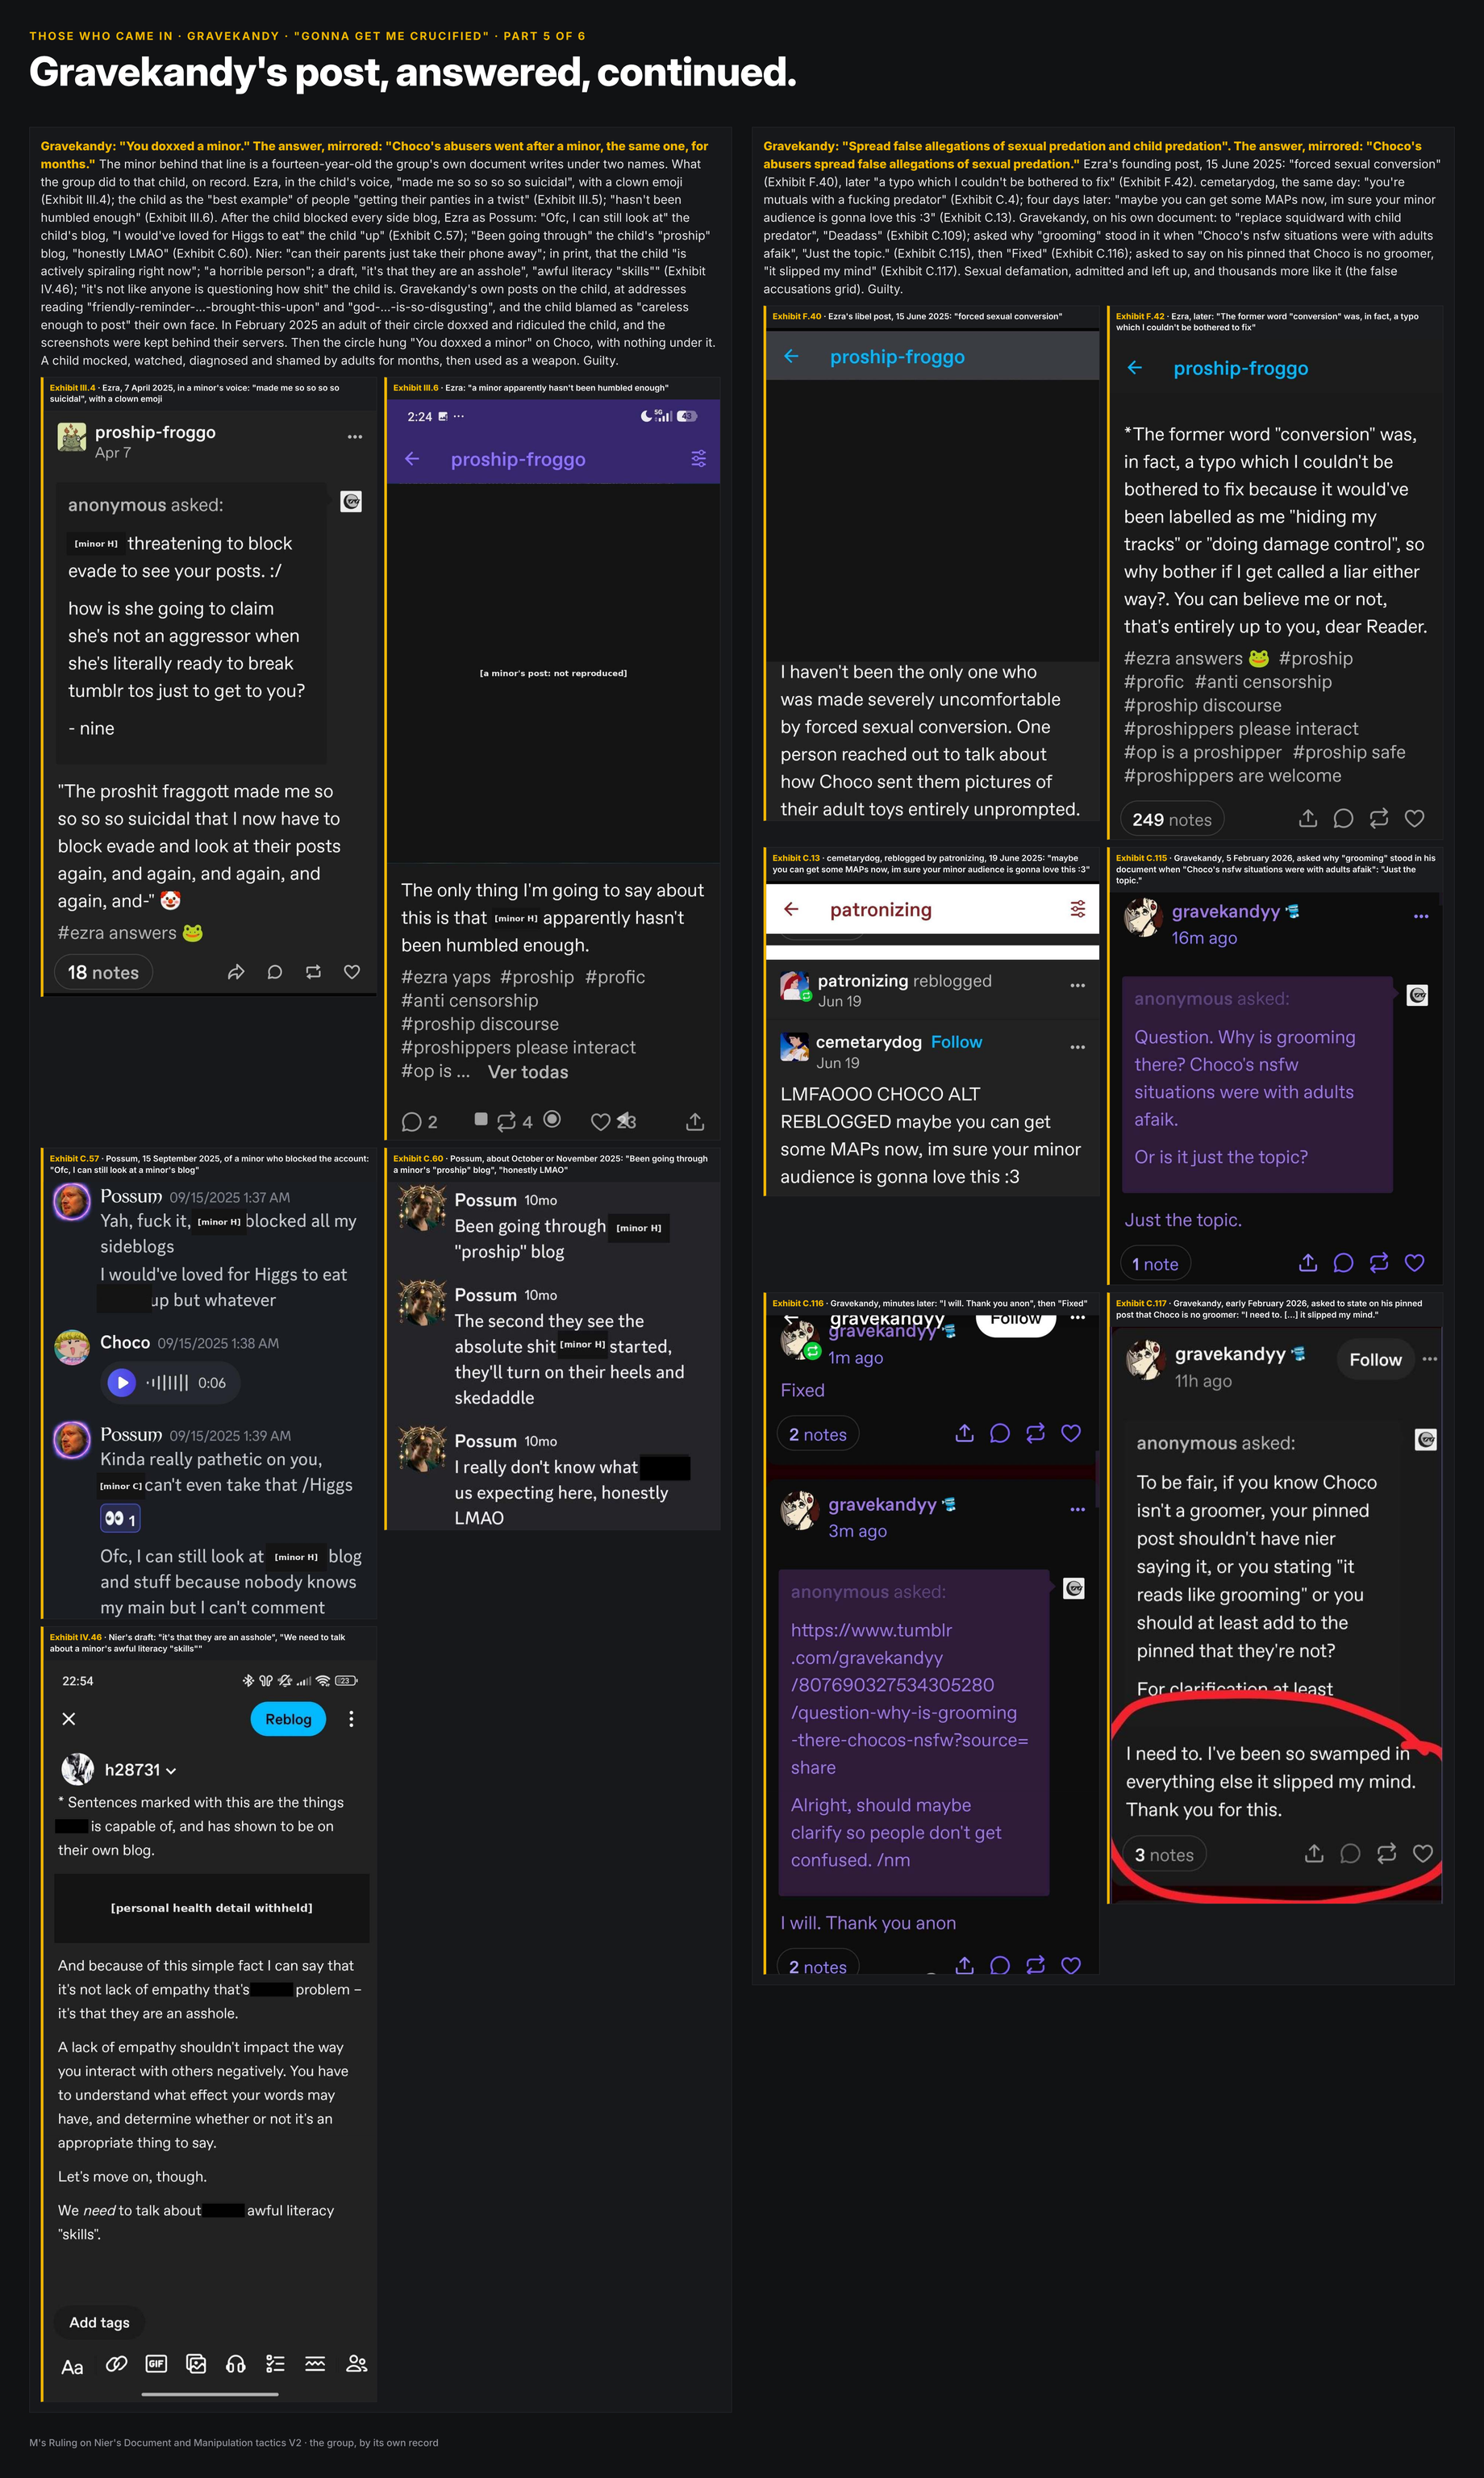 THOSE WHO CAME IN · GRAVEKANDY · "GONNA GET ME CRUCIFIED" · PART 5 OF 6
Gravekandy's post, answered, continued.
Gravekandy: "You doxxed a minor." The answer, mirrored: "Choco's abusers went after a minor, the same one, for
months." The minor behind that line is a fourteen-year-old the group's own document writes under two names. What
the group did to that child, on record. Ezra, in the child's voice, "made me so so so so suicidal", with a clown emoji
(Exhibit III.4); the child as the "best example" of people "getting their panties in a twist" (Exhibit III.5); "hasn't been
humbled enough" (Exhibit III.6). After the child blocked every side blog, Ezra as Possum: "Ofc, I can still look at" the
child's blog, "I would've loved for Higgs to eat" the child "up" (Exhibit C.57); "Been going through" the child's "proship"
blog, "honestly LMAO" (Exhibit C.60). Nier: "can their parents just take their phone away"; in print, that the child "is
actively spiraling right now"; "a horrible person"; a draft, "it's that they are an asshole", "awful literacy "skills"" (Exhibit
IV.46); "it's not like anyone is questioning how shit" the child is. Gravekandy's own posts on the child, at addresses
reading "friendly-reminder-...-brought-this-upon" and "god-...-is-so-disgusting", and the child blamed as "careless
enough to post" their own face. In February 2025 an adult of their circle doxxed and ridiculed the child, and the
screenshots were kept behind their servers. Then the circle hung "You doxxed a minor" on Choco, with nothing under it.
A child mocked, watched, diagnosed and shamed by adults for months, then used as a weapon. Guilty.
Exhibit III.4 · Ezra, 7 April 2025, in a minor's voice: "made me so so so so
suicidal", with a clown emoji
proship-froggo
Apr 7
anonymous asked:
[minor H] threatening to block
evade to see your posts. :/
how is she going to claim
she's not an aggressor when
she's literally ready to break
tumblr tos just to get to you?
- nine
"The proshit fraggott made me so
so so so suicidal that I now have to
block evade and look at their posts
again, and again, and again, and
again, and-" 🤡
#ezra answers 🐸
18 notes
Exhibit III.6 · Ezra: "a minor apparently hasn't been humbled enough"
2:24
5G
43
proship-froggo
[a minor's post: not reproduced]
The only thing I'm going to say about
this is that [minor H] apparently hasn't
been humbled enough.
#ezra yaps #proship #profic
#anti censorship
#proship discourse
#proshippers please interact
#op is ... Ver todas
2
4
23
Exhibit C.57 · Possum, 15 September 2025, of a minor who blocked the account:
"Ofc, I can still look at a minor's blog"
Possum 09/15/2025 1:37 AM
Yah, fuck it, [minor H] blocked all my
sideblogs
I would've loved for Higgs to eat
up but whatever
Choco 09/15/2025 1:38 AM
0:06
Possum 09/15/2025 1:39 AM
Kinda really pathetic on you,
[minor C] can't even take that /Higgs
👀 1
Ofc, I can still look at [minor H] blog
and stuff because nobody knows
my main but I can't comment
Exhibit C.60 · Possum, about October or November 2025: "Been going through
a minor's "proship" blog", "honestly LMAO"
Possum 10mo
Been going through [minor H]
"proship" blog
Possum 10mo
The second they see the
absolute shit [minor H] started,
they'll turn on their heels and
skedaddle
Possum 10mo
I really don't know what
us expecting here, honestly
LMAO
Exhibit IV.46 · Nier's draft: "it's that they are an asshole", "We need to talk
about a minor's awful literacy "skills""
22:54
23
Reblog
h28731
* Sentences marked with this are the things
is capable of, and has shown to be on
their own blog.
[personal health detail withheld]
And because of this simple fact I can say that
it's not lack of empathy that's problem –
it's that they are an asshole.
A lack of empathy shouldn't impact the way
you interact with others negatively. You have
to understand what effect your words may
have, and determine whether or not it's an
appropriate thing to say.
Let's move on, though.
We need to talk about awful literacy
"skills".
Add tags
Aa
GIF
Gravekandy: "Spread false allegations of sexual predation and child predation". The answer, mirrored: "Choco's
abusers spread false allegations of sexual predation." Ezra's founding post, 15 June 2025: "forced sexual conversion"
(Exhibit F.40), later "a typo which I couldn't be bothered to fix" (Exhibit F.42). cemetarydog, the same day: "you're
mutuals with a fucking predator" (Exhibit C.4); four days later: "maybe you can get some MAPs now, im sure your minor
audience is gonna love this :3" (Exhibit C.13). Gravekandy, on his own document: to "replace squidward with child
predator", "Deadass" (Exhibit C.109); asked why "grooming" stood in it when "Choco's nsfw situations were with adults
afaik", "Just the topic." (Exhibit C.115), then "Fixed" (Exhibit C.116); asked to say on his pinned that Choco is no groomer,
"it slipped my mind" (Exhibit C.117). Sexual defamation, admitted and left up, and thousands more like it (the false
accusations grid). Guilty.
Exhibit F.40 · Ezra's libel post, 15 June 2025: "forced sexual conversion"
proship-froggo
I haven't been the only one who
was made severely uncomfortable
by forced sexual conversion. One
person reached out to talk about
how Choco sent them pictures of
their adult toys entirely unprompted.
Exhibit F.42 · Ezra, later: "The former word "conversion" was, in fact, a typo
which I couldn't be bothered to fix"
proship-froggo
*The former word "conversion" was,
in fact, a typo which I couldn't be
bothered to fix because it would've
been labelled as me "hiding my
tracks" or "doing damage control", so
why bother if I get called a liar either
way?. You can believe me or not,
that's entirely up to you, dear Reader.
#ezra answers 🐸 #proship
#profic #anti censorship
#proship discourse
#proshippers please interact
#op is a proshipper #proship safe
#proshippers are welcome
249 notes
Exhibit C.13 · cemetarydog, reblogged by patronizing, 19 June 2025: "maybe
you can get some MAPs now, im sure your minor audience is gonna love this :3"
patronizing
patronizing reblogged
Jun 19
cemetarydog Follow
Jun 19
LMFAOOO CHOCO ALT
REBLOGGED maybe you can get
some MAPs now, im sure your minor
audience is gonna love this :3
Exhibit C.115 · Gravekandy, 5 February 2026, asked why "grooming" stood in his
document when "Choco's nsfw situations were with adults afaik": "Just the
topic."
gravekandyy
16m ago
anonymous asked:
Question. Why is grooming
there? Choco's nsfw
situations were with adults
afaik.
Or is it just the topic?
Just the topic.
1 note
Exhibit C.116 · Gravekandy, minutes later: "I will. Thank you anon", then "Fixed"
gravekandyy
Follow
gravekandyy
1m ago
Fixed
2 notes
gravekandyy
3m ago
anonymous asked:
https://www.tumblr
.com/gravekandyy
/807690327534305280
/question-why-is-grooming
-there-chocos-nsfw?source=
share
Alright, should maybe
clarify so people don't get
confused. /nm
I will. Thank you anon
2 notes
Exhibit C.117 · Gravekandy, early February 2026, asked to state on his pinned
post that Choco is no groomer: "I need to. [...] it slipped my mind."
gravekandyy
Follow
11h ago
anonymous asked:
To be fair, if you know Choco
isn't a groomer, your pinned
post shouldn't have nier
saying it, or you stating "it
reads like grooming" or you
should at least add to the
pinned that they're not?
For clarification at least
I need to. I've been so swamped in
everything else it slipped my mind.
Thank you for this.
3 notes
M's Ruling on Nier's Document and Manipulation tactics V2 · the group, by its own record